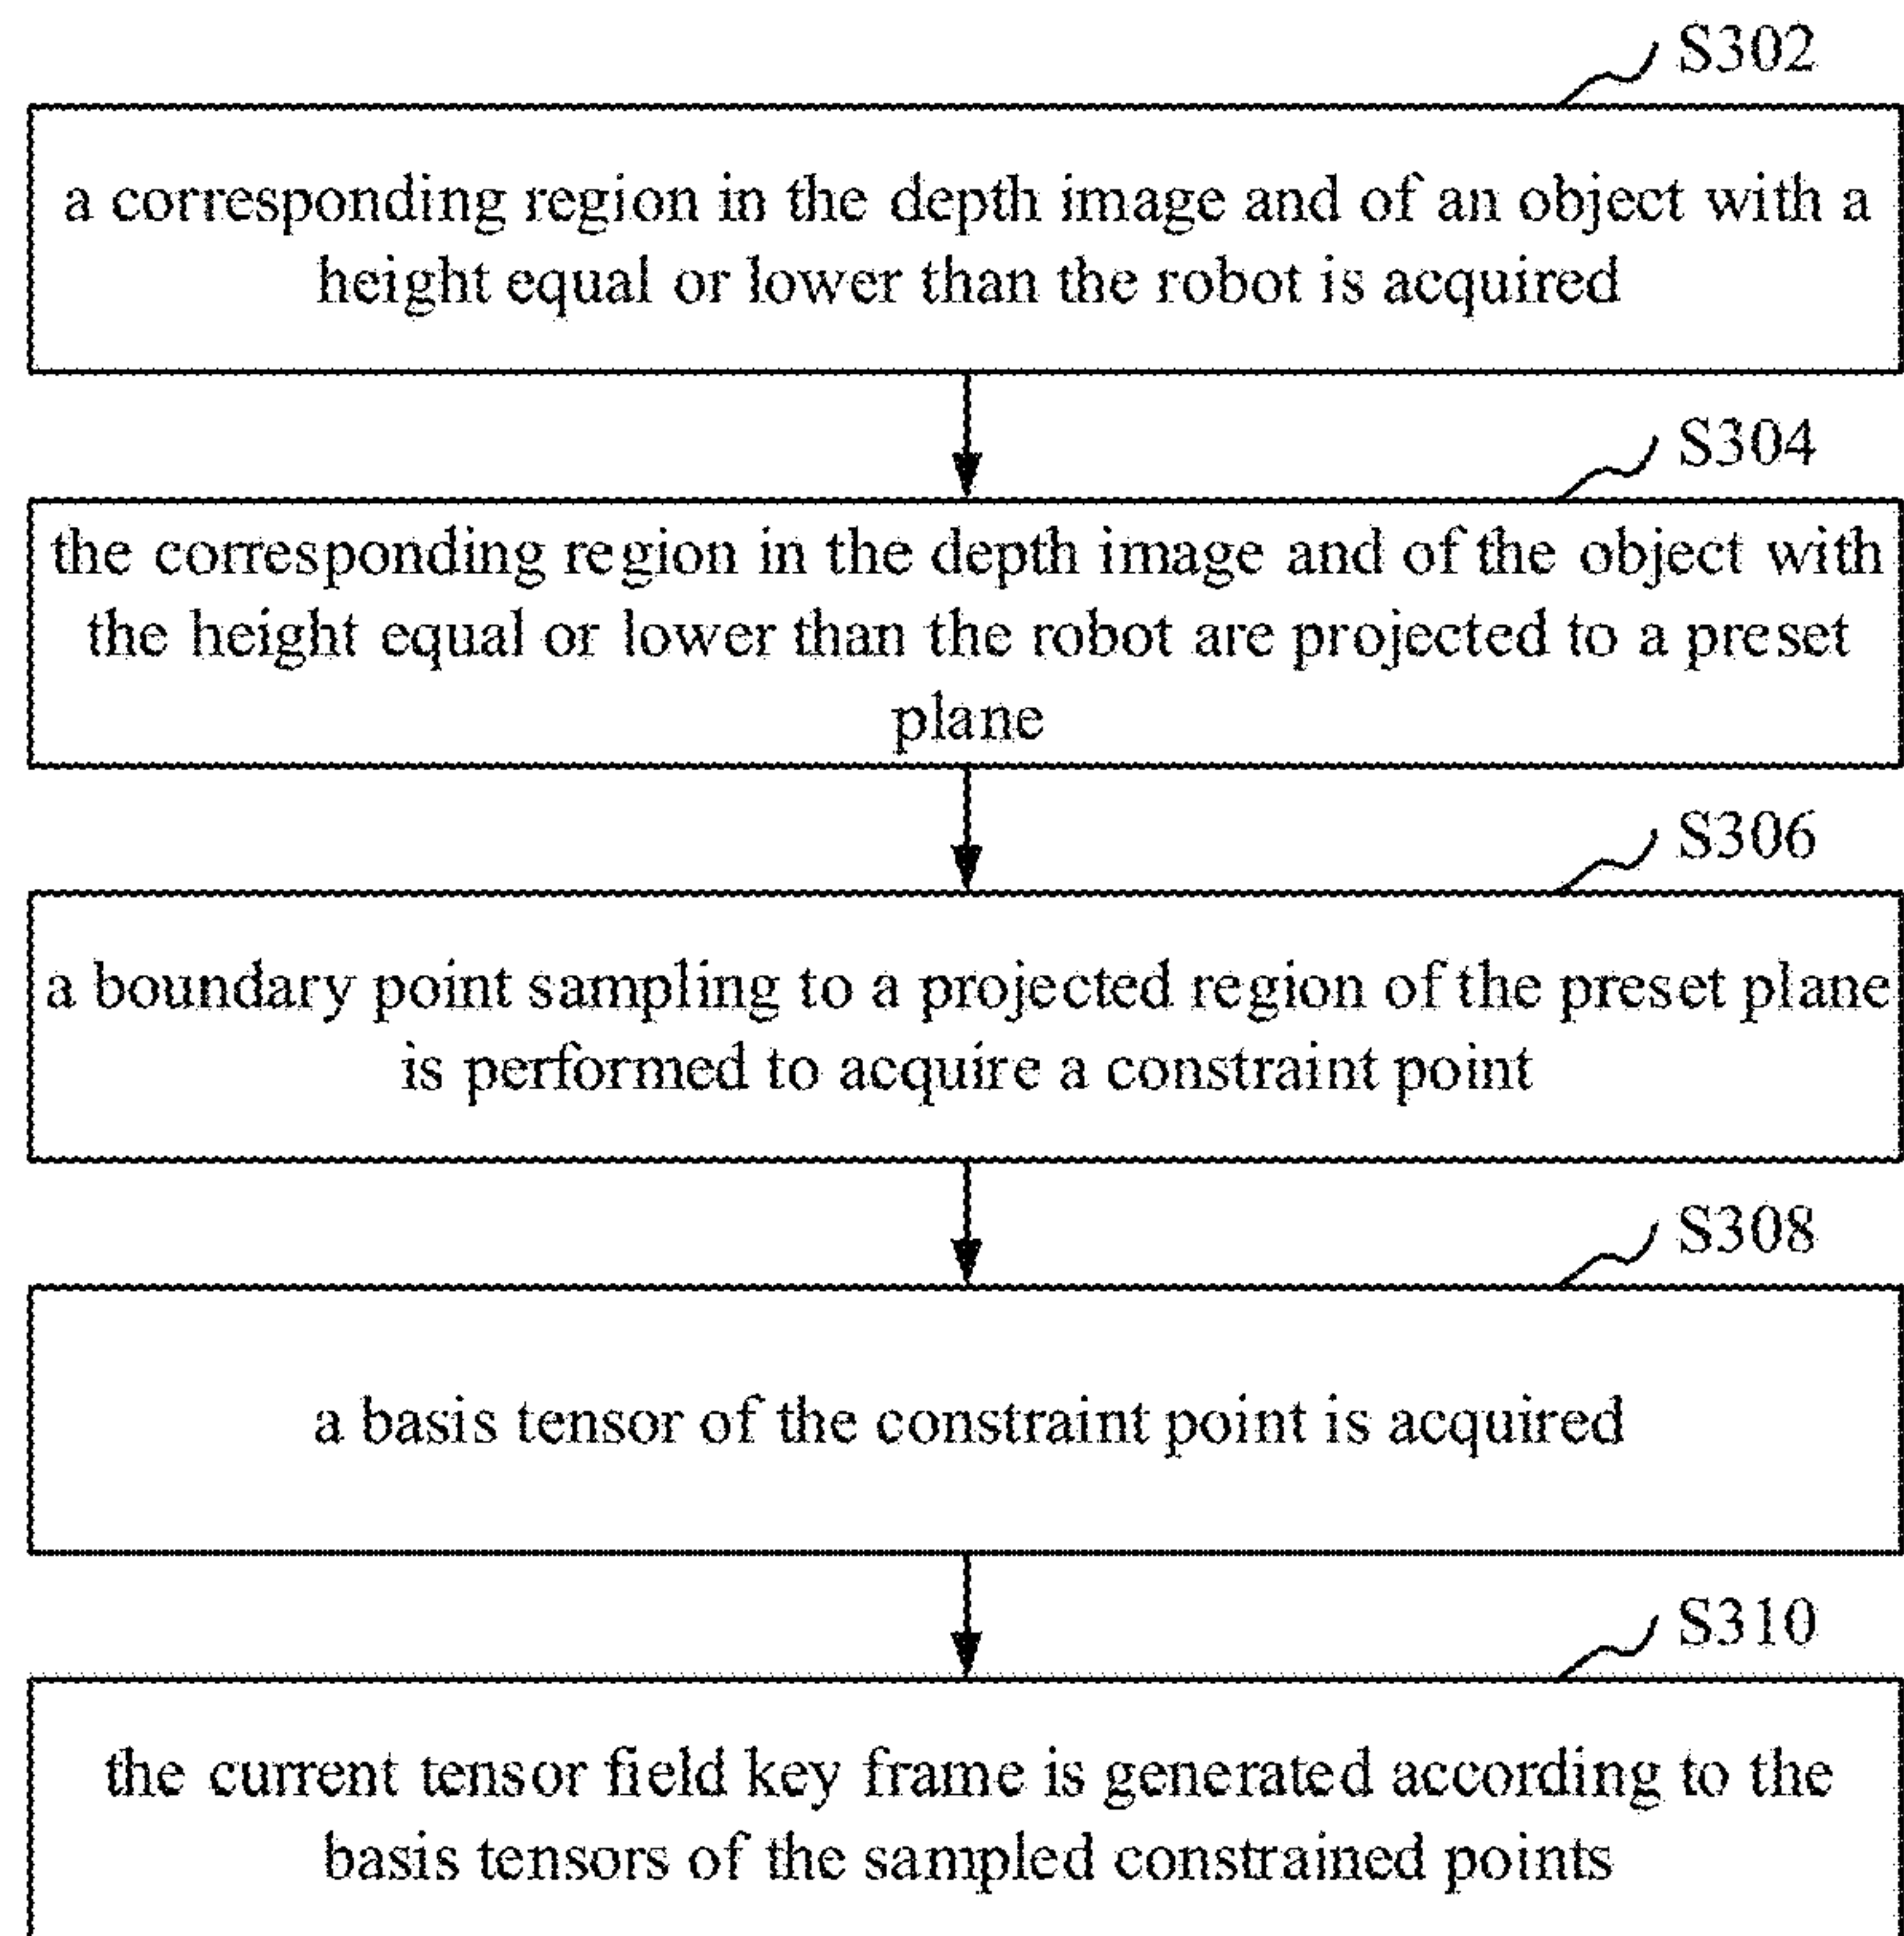 S302
a corresponding region in the depth image and of an object with a
height equal or lower than the robot is acquired
S304
the corresponding region in the depth image and of the object with
the height equal or lower than the robot are projected to a preset
plane
S306
a boundary point sampling to a projected region of the preset plane
is performed to acquire a constraint point
S308
a basis tensor of the constraint point is acquired
S310
the current tensor field key frame is generated according to the
basis tensors of the sampled constrained points